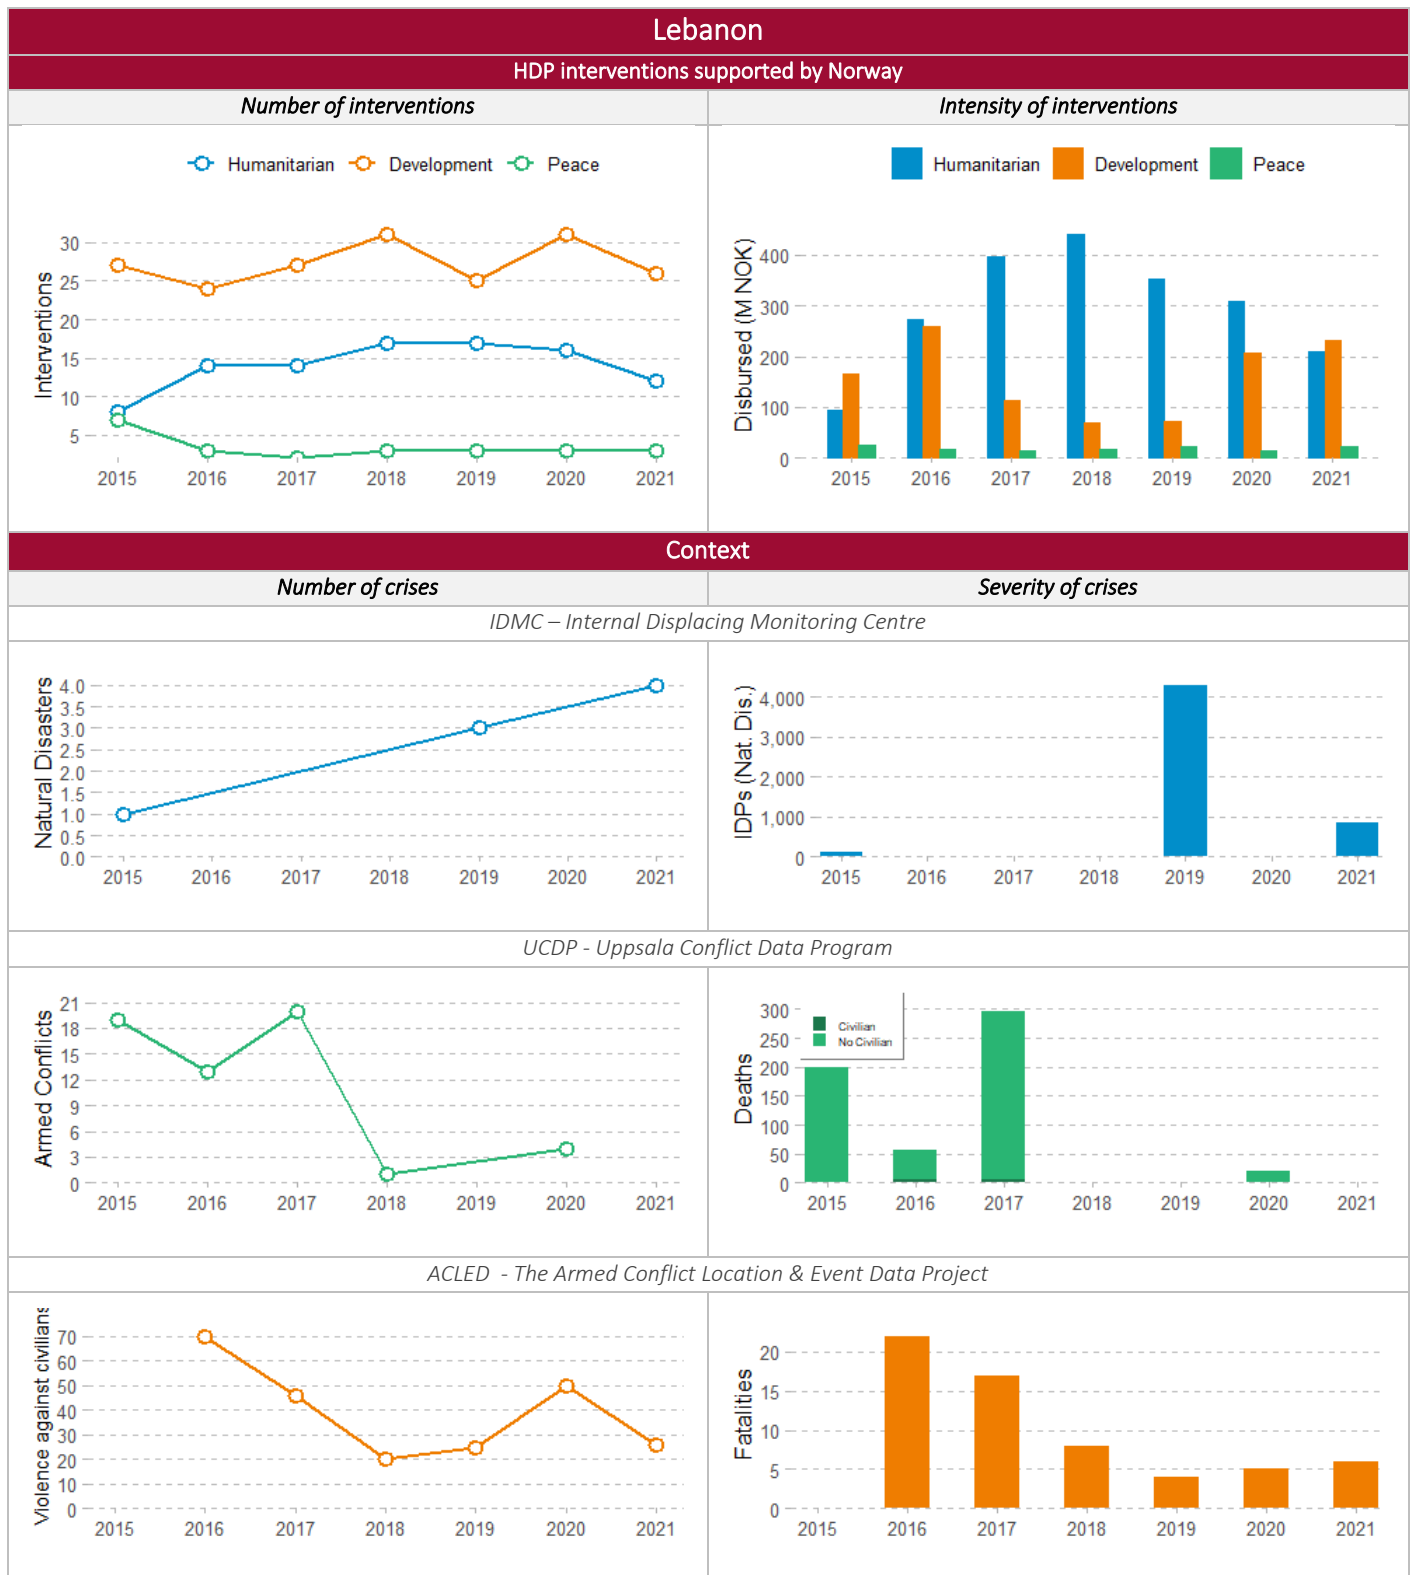 Lebanon
HDP interventions supported by Norway
Number of interventions
Intensity of interventions
Humanitarian Development Peace
Interventions
30
25
20
15
10
5
2015 2016 2017 2018 2019 2020 2021
Humanitarian Development Peace
Disbursed (M NOK)
400
300
200
100
0
2015 2016 2017 2018 2019 2020 2021
Context
Number of crises
Severity of crises
IDMC – Internal Displacing Monitoring Centre
Natural Disasters
4.0
3.5
3.0
2.5
2.0
1.5
1.0
0.5
0.0
2015 2016 2017 2018 2019 2020 2021
IDPs (Nat. Dis.)
4,000
3,000
2,000
1,000
0
2015 2016 2017 2018 2019 2020 2021
UCDP - Uppsala Conflict Data Program
Armed Conflicts
21
18
15
12
9
6
3
0
2015 2016 2017 2018 2019 2020 2021
Deaths
300
250
200
150
100
50
0
Civilian
No Civilian
2015 2016 2017 2018 2019 2020 2021
ACLED - The Armed Conflict Location & Event Data Project
Violence against civilians
70
60
50
40
30
20
10
0
2015 2016 2017 2018 2019 2020 2021
Fatalities
20
15
10
5
0
2015 2016 2017 2018 2019 2020 2021